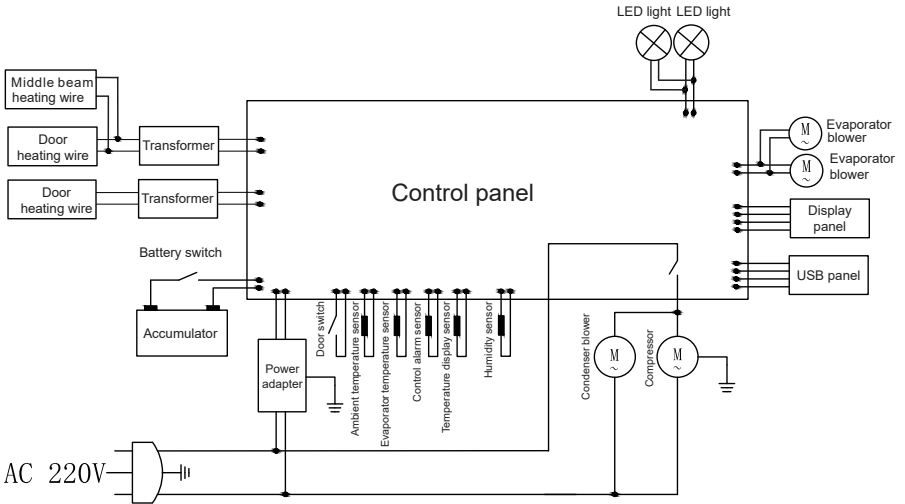 LED light LED light
Middle beam
heating wire
Door
heating wire
Transformer
Door
heating wire
Transformer
Control panel
M
~
Evaporator
blower
M
~
Evaporator
blower
Display
panel
USB panel
Battery switch
Accumulator
Power
adapter
Door switch
Ambient temperature sensor
Evaporator temperature sensor
Control alarm sensor
Temperature display sensor
Humidity sensor
Condenser blower
M
~
Compressor
M
~
AC 220V